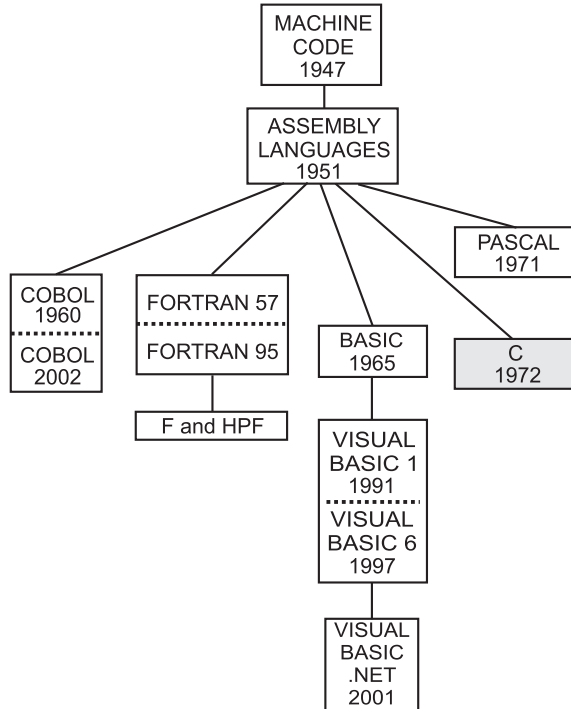 MACHINE
CODE
1947
ASSEMBLY
LANGUAGES
1951
PASCAL
1971
COBOL
1960
COBOL
2002
FORTRAN 57
FORTRAN 95
F and HPF
BASIC
1965
C
1972
VISUAL
BASIC 1
1991
VISUAL
BASIC 6
1997
VISUAL
BASIC
.NET
2001